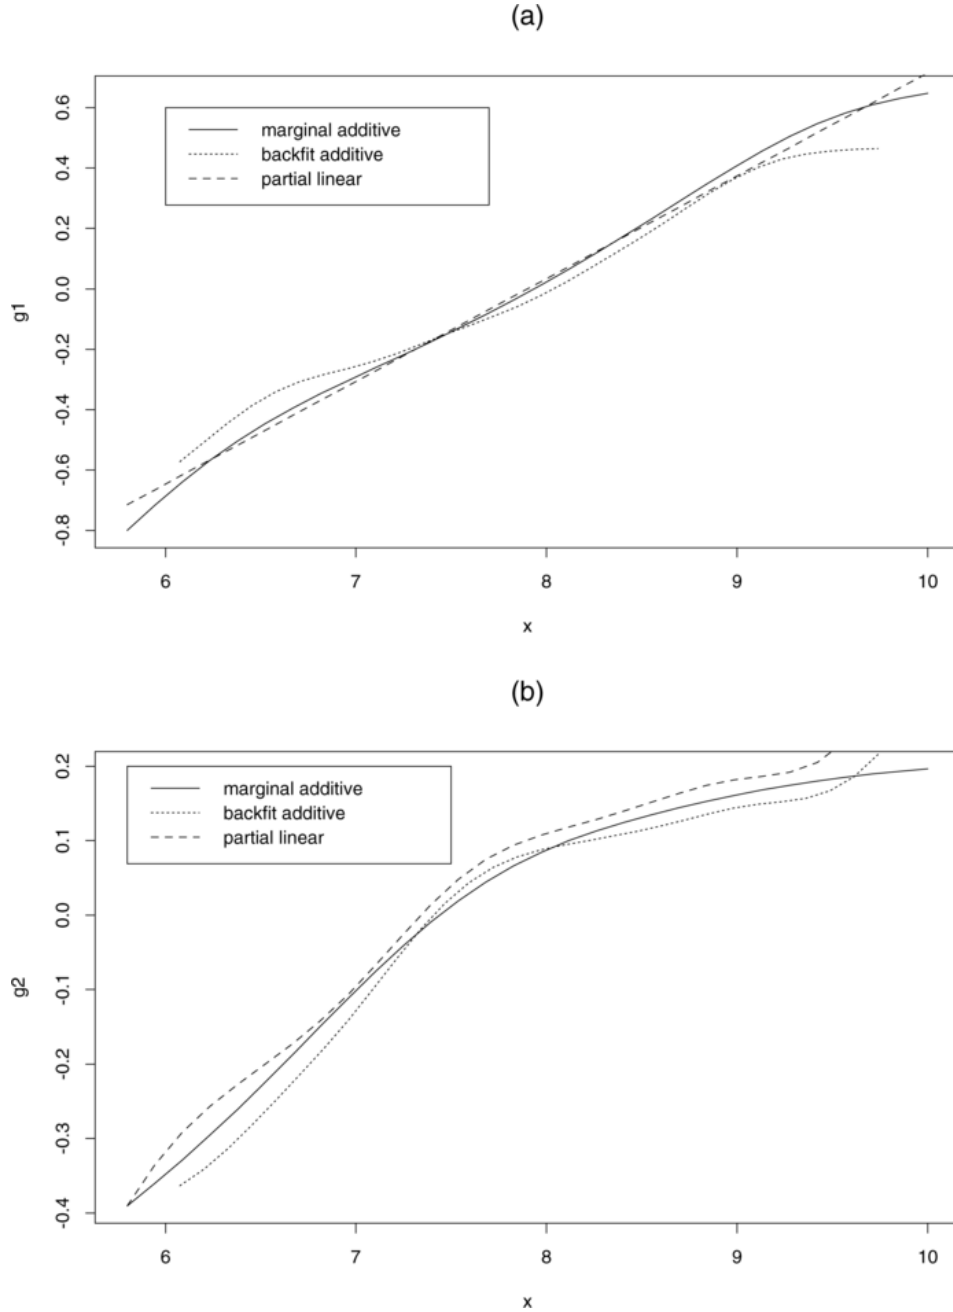 (a)
marginal additive
backfit additive
partial linear
g1
0.6
0.4
0.2
0.0
-0.2
-0.4
-0.6
-0.8
6 7 8 9 10
x
(b)
marginal additive
backfit additive
partial linear
g2
0.2
0.1
0.0
-0.1
-0.2
-0.3
-0.4
6 7 8 9 10
x